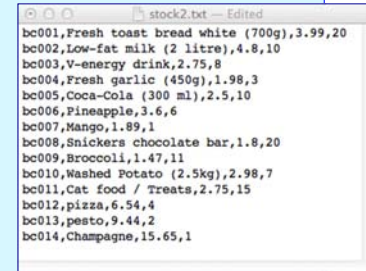 stock2.txt — Edited
bc001,Fresh toast bread white (700g),3.99,20
bc002,Low-fat milk (2 litre),4.8,10
bc003,V-energy drink,2.75,8
bc004,Fresh garlic (450g),1.98,3
bc005,Coca-Cola (300 ml),2.5,10
bc006,Pineapple,3.6,6
bc007,Mango,1.89,1
bc008,Snickers chocolate bar,1.8,20
bc009,Broccoli,1.47,11
bc010,Washed Potato (2.5kg),2.98,7
bc011,Cat food / Treats,2.75,15
bc012,pizza,6.54,4
bc013,pesto,9.44,2
bc014,Champagne,15.65,1